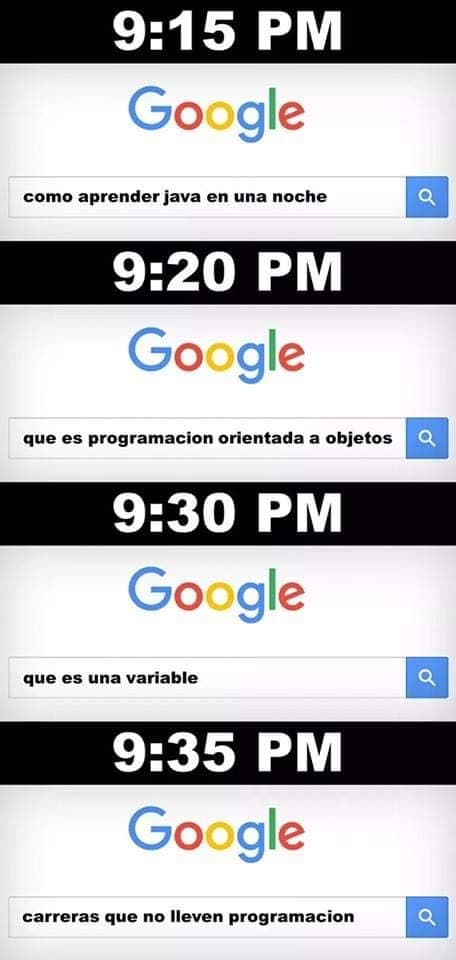 9:15 PM
Google
como aprender java en una noche
9:20 PM
Google
que es programacion orientada a objetos
9:30 PM
Google
que es una variable
9:35 PM
Google
carreras que no lleven programacion